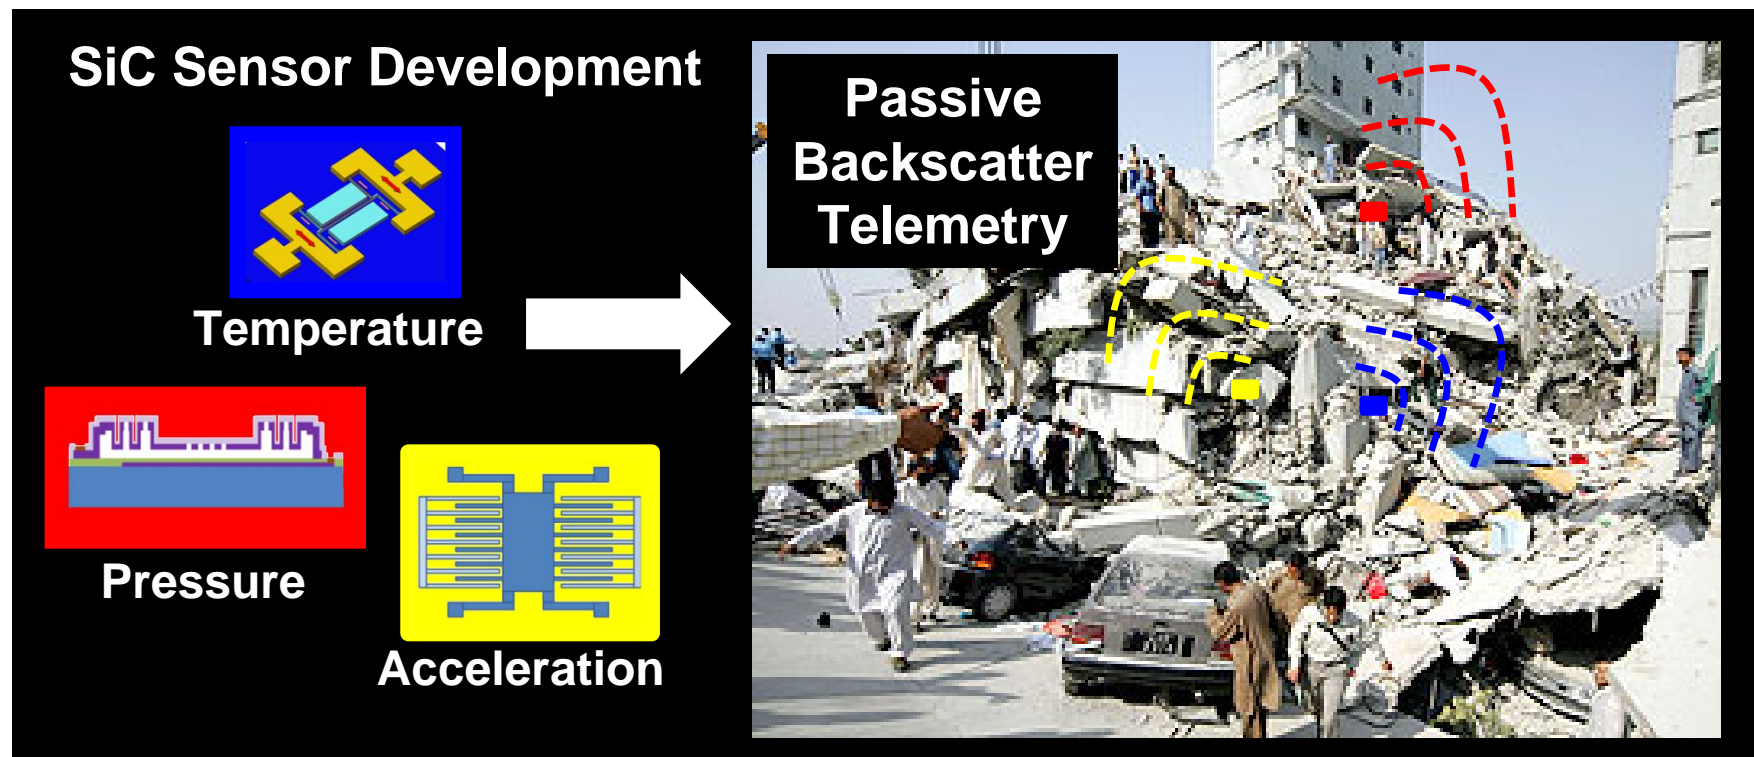 SiC Sensor Development
Temperature
Pressure
Acceleration
Passive
Backscatter
Telemetry